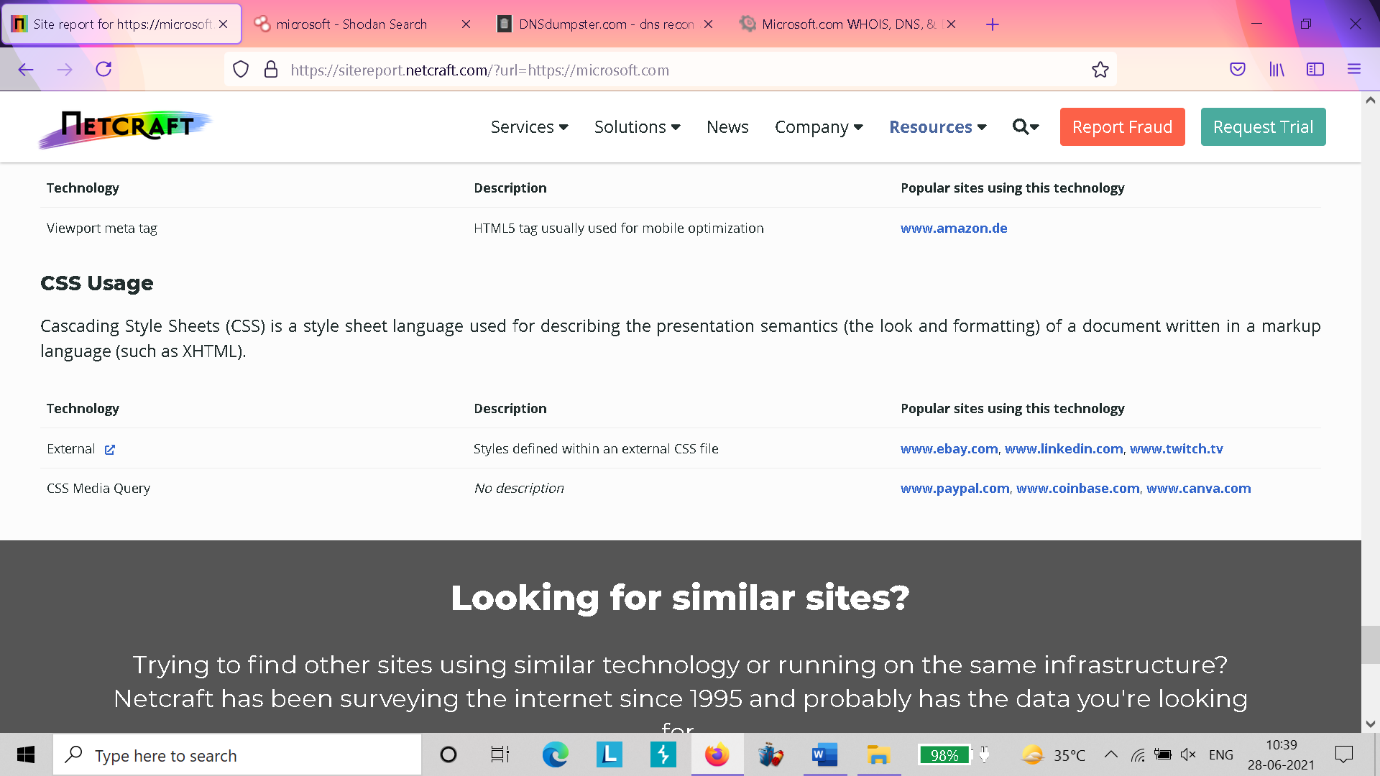 Site report for https://microsoft
microsoft - Shodan Search
DNSdumpster.com - dns recon
Microsoft.com WHOIS, DNS, &
https://sitereport.netcraft.com/?url=https://microsoft.com
NETCRAFT
Services
Solutions
News
Company
Resources
Report Fraud
Request Trial
Technology Description Popular sites using this technology
Viewport meta tag HTML5 tag usually used for mobile optimization www.amazon.de
CSS Usage
Cascading Style Sheets (CSS) is a style sheet language used for describing the presentation semantics (the look and formatting) of a document written in a markup
language (such as XHTML).
Technology Description Popular sites using this technology
External Styles defined within an external CSS file www.ebay.com, www.linkedin.com, www.twitch.tv
CSS Media Query No description www.paypal.com, www.coinbase.com, www.canva.com
Looking for similar sites?
Trying to find other sites using similar technology or running on the same infrastructure?
Netcraft has been surveying the internet since 1995 and probably has the data you're looking
for
Type here to search
L
W
98%
35°C
ENG
10:39
28-06-2021